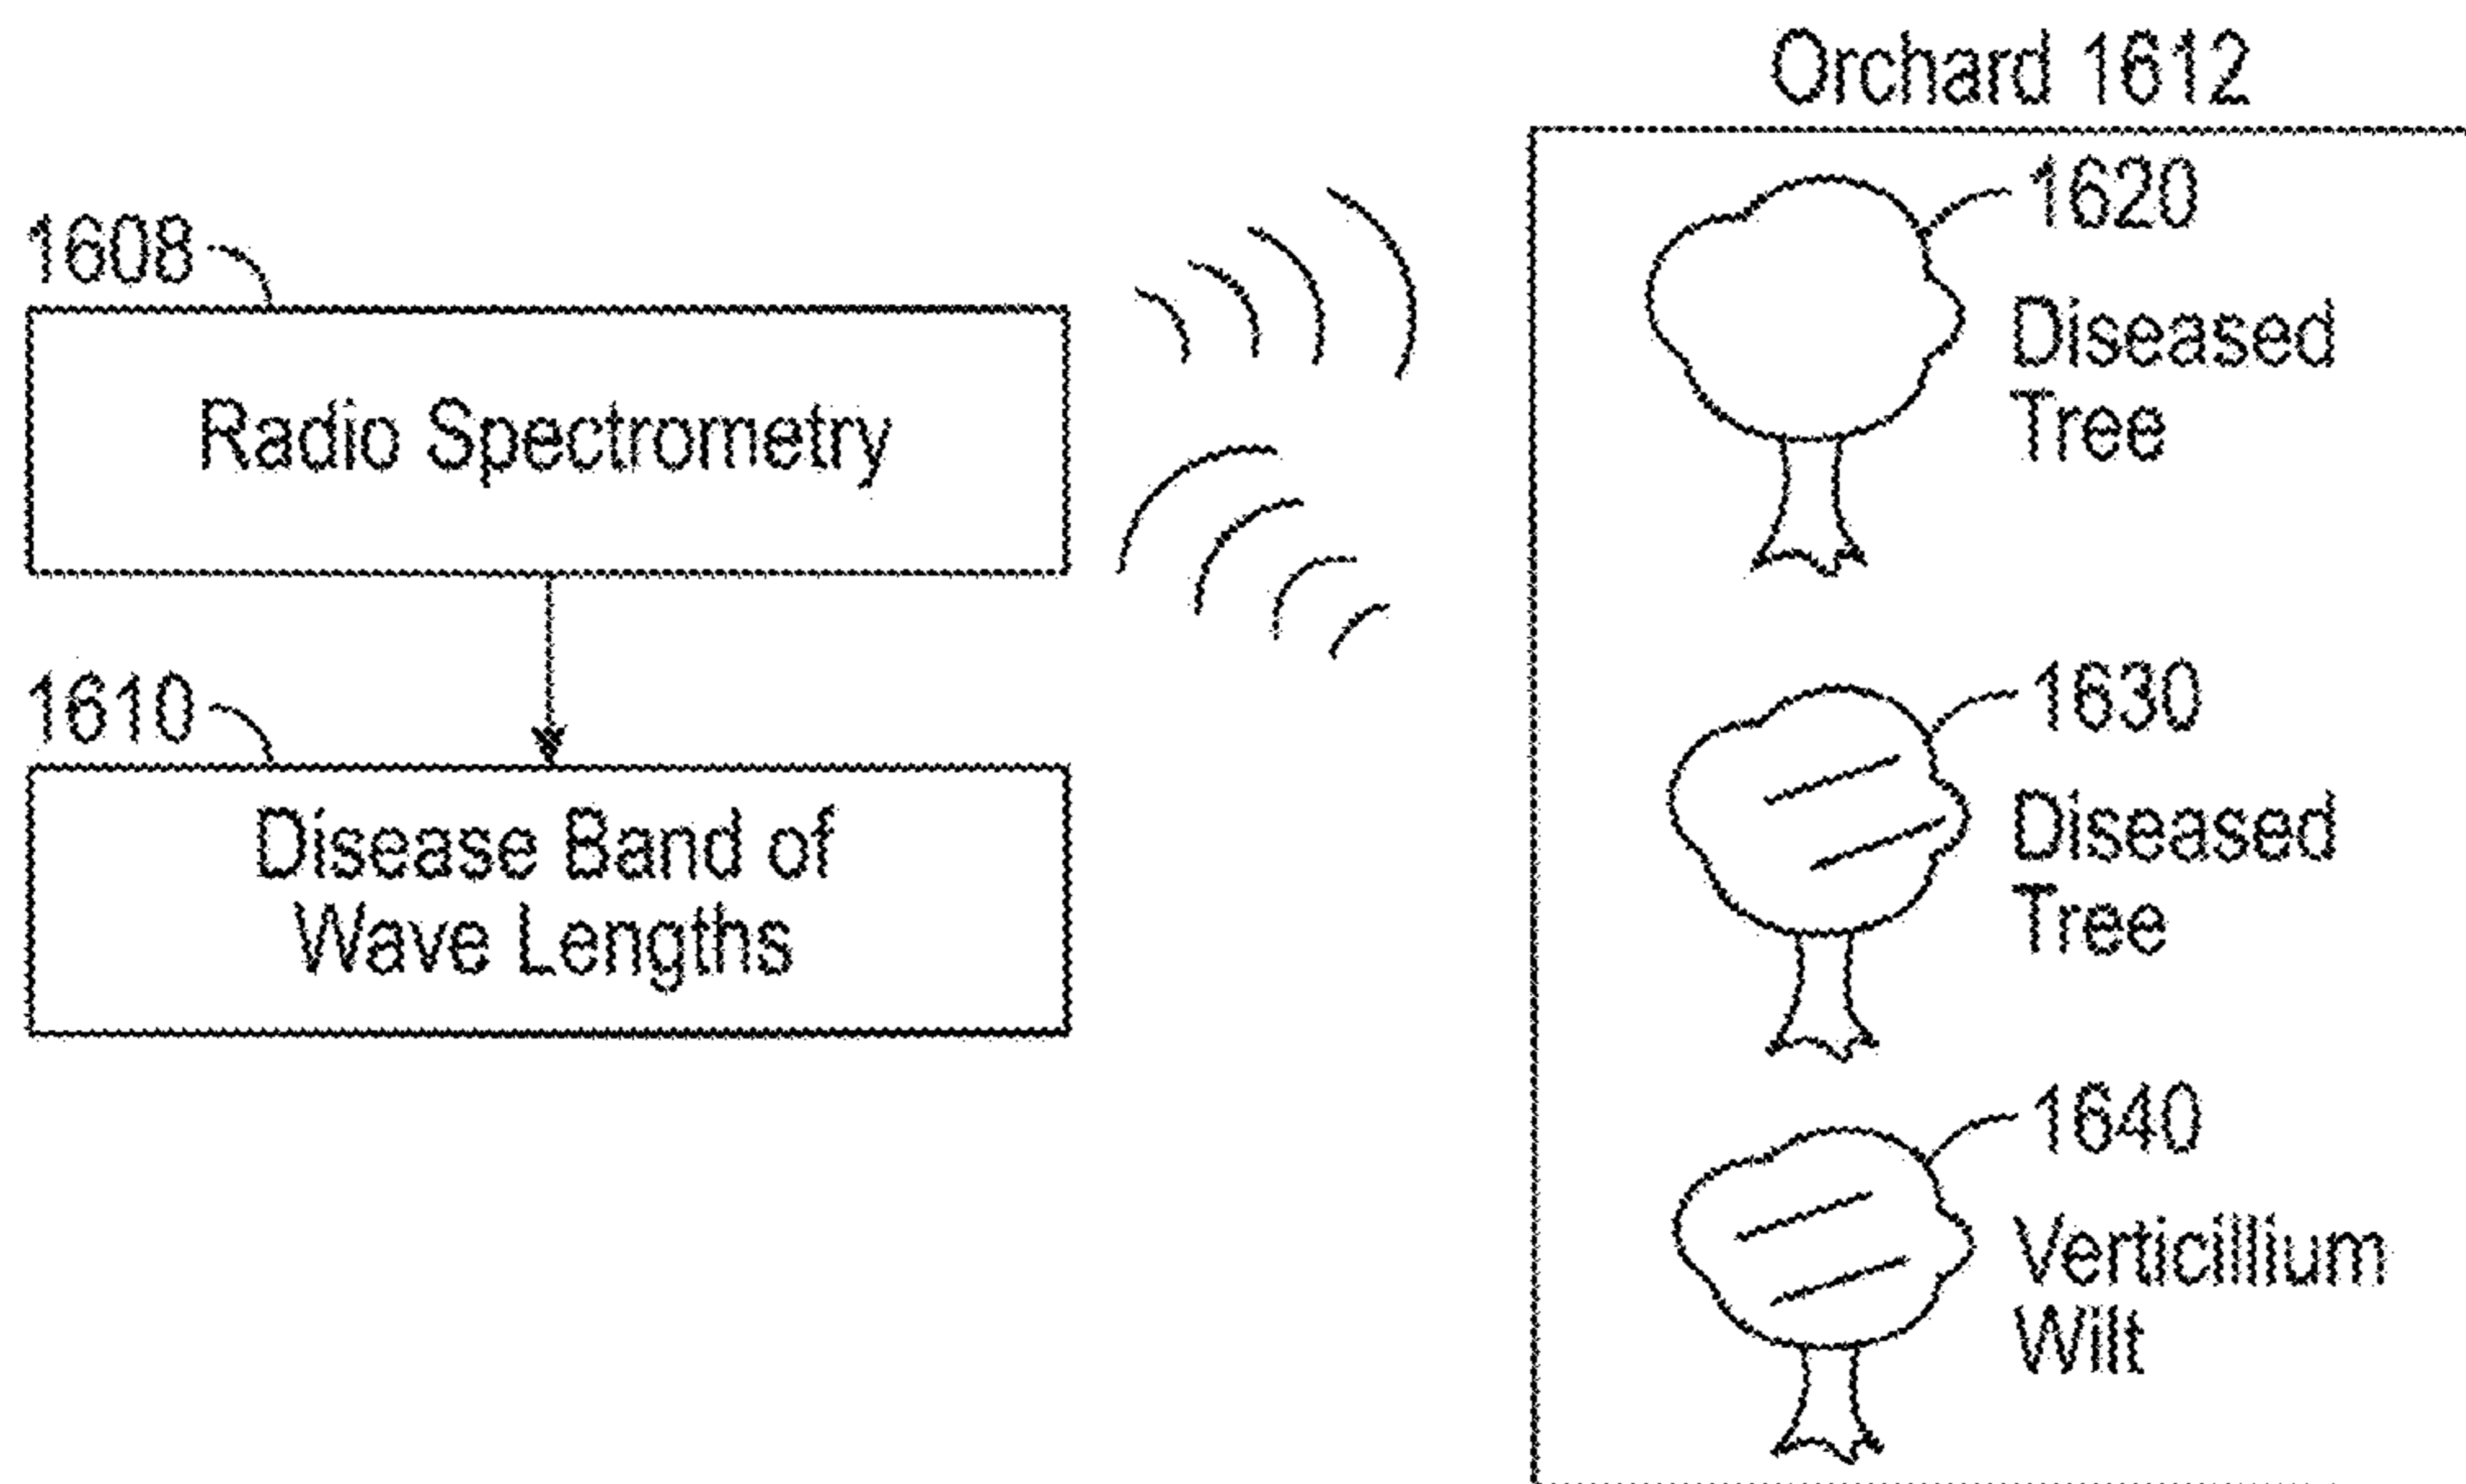 Orchard 1612
1608
Radio Spectrometry
1610
Disease Band of
Wave Lengths
1620
Diseased
Tree
1630
Diseased
Tree
1640
Verticillium
Wilt